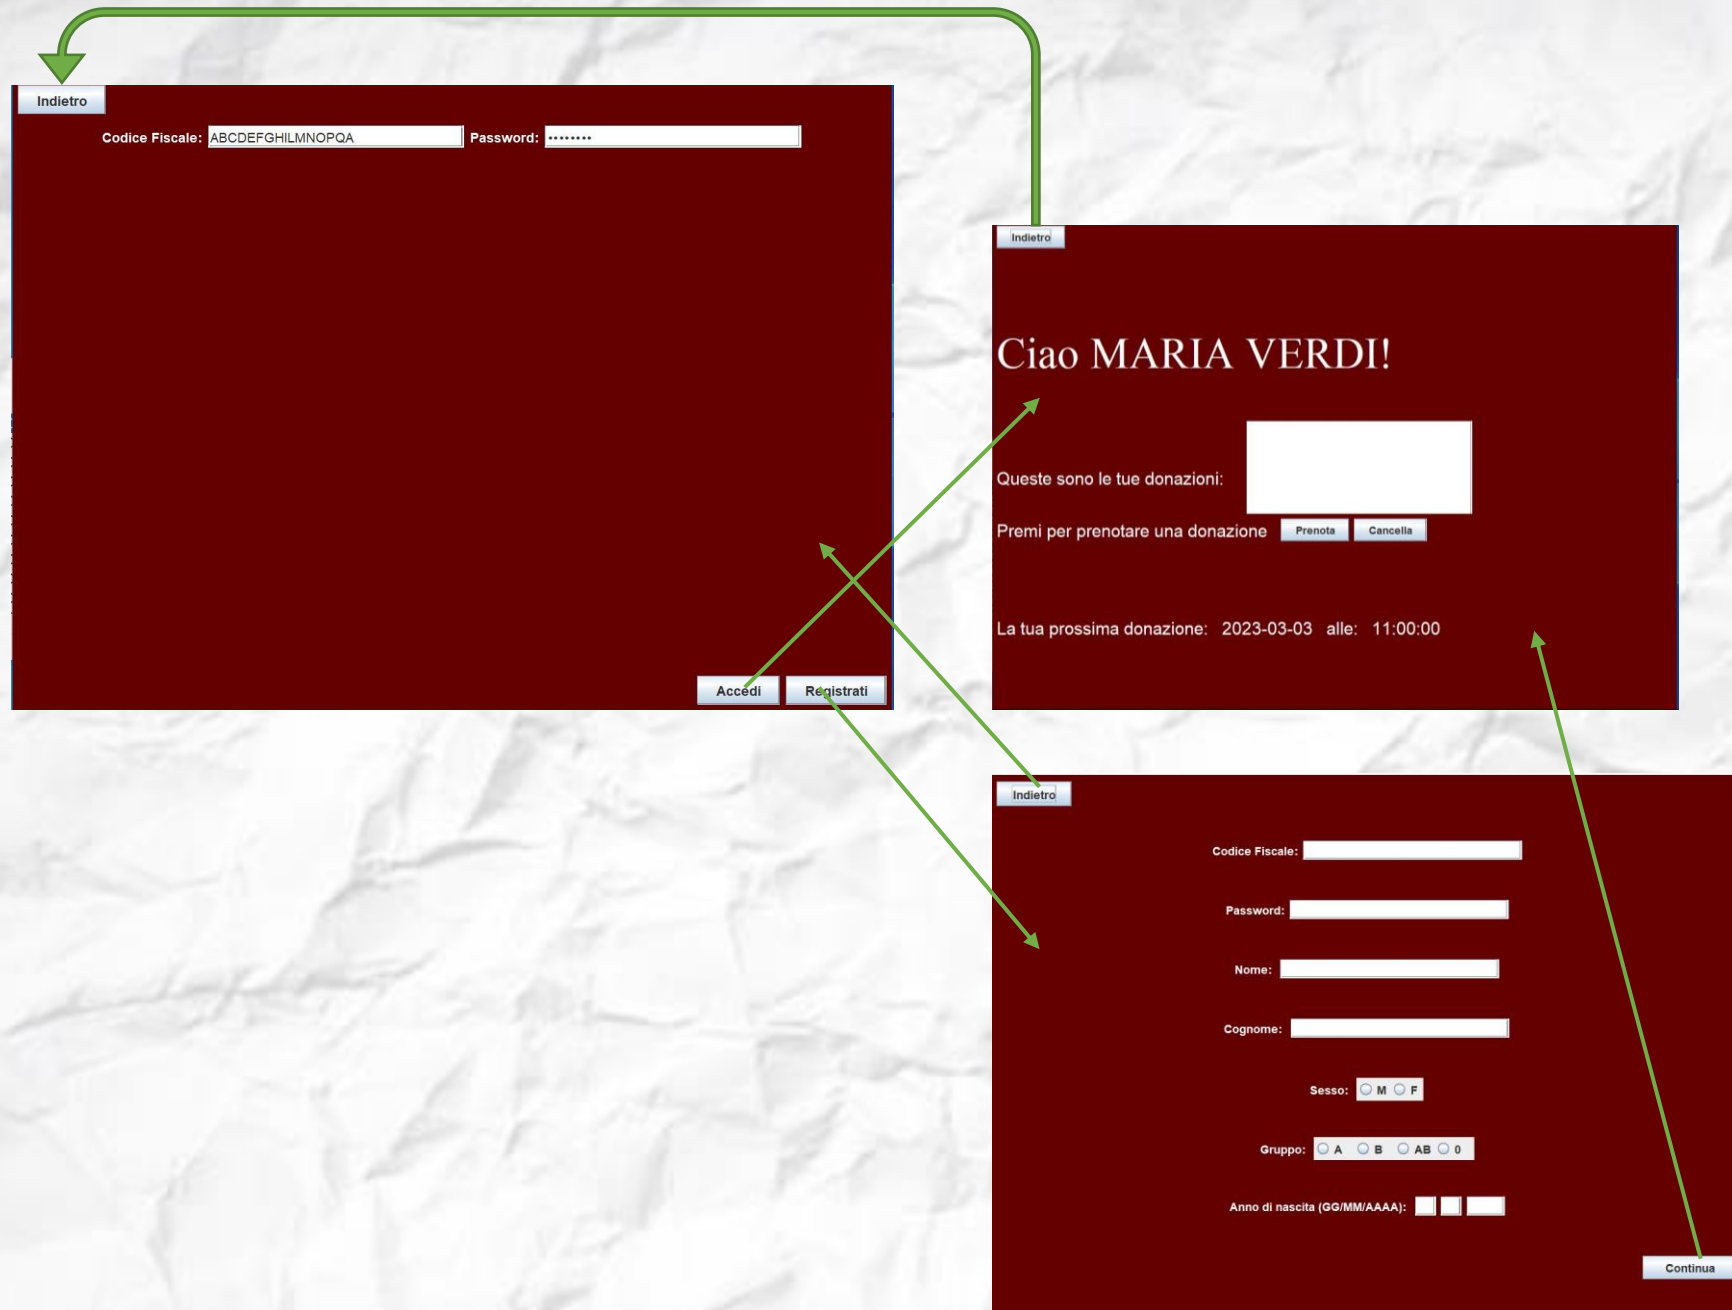 Indietro
Codice Fiscale: ABCDEFGHILMNOPQA Password: ••••••••
Accedi Registrati
Indietro
Ciao MARIA VERDI!
Queste sono le tue donazioni:
Premi per prenotare una donazione Prenota Cancella
La tua prossima donazione: 2023-03-03 alle: 11:00:00
Indietro
Codice Fiscale:
Password:
Nome:
Cognome:
Sesso: M F
Gruppo: A B AB 0
Anno di nascita (GG/MM/AAAA):
Continua